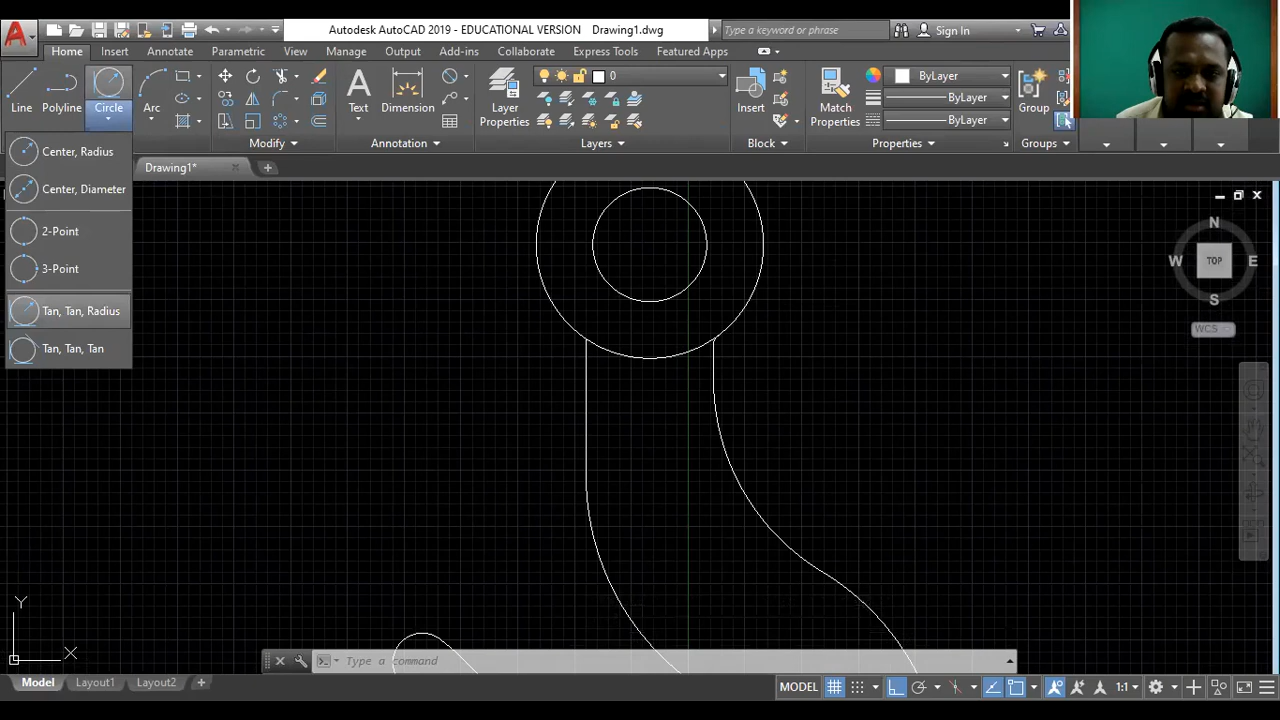 Autodesk AutoCAD 2019 - EDUCATIONAL VERSION Drawing1.dwg
Type a keyword or phrase
Sign In
Home Insert Annotate Parametric View Manage Output Add-ins Collaborate Express Tools Featured Apps
Line Polyline Circle Arc
Text Dimension
Layer Properties
0
Insert
Match Properties
ByLayer
ByLayer
ByLayer
Group
Modify Annotation Layers Block Properties Groups
Center, Radius
Center, Diameter
2-Point
3-Point
Tan, Tan, Radius
Tan, Tan, Tan
Drawing1*
N
W TOP E
S
WCS
Y
X
Type a command
Model Layout1 Layout2
MODEL 1:1